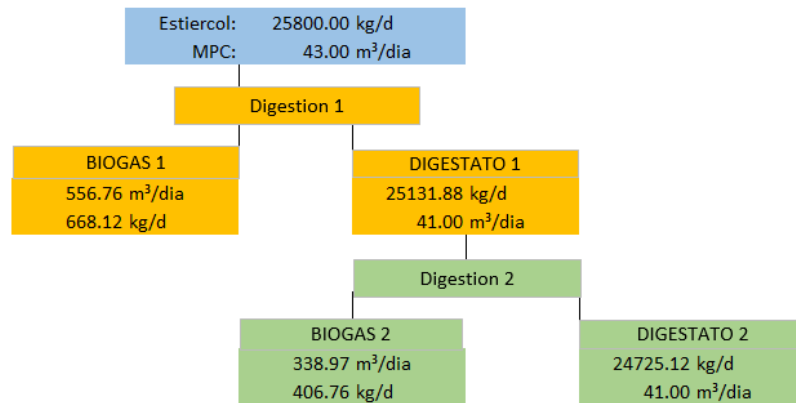 Estiercol: 25800.00 kg/d
MPC: 43.00 m³/dia
Digestion 1
BIOGAS 1
556.76 m³/dia
668.12 kg/d
DIGESTATO 1
25131.88 kg/d
41.00 m³/dia
Digestion 2
BIOGAS 2
338.97 m³/dia
406.76 kg/d
DIGESTATO 2
24725.12 kg/d
41.00 m³/dia